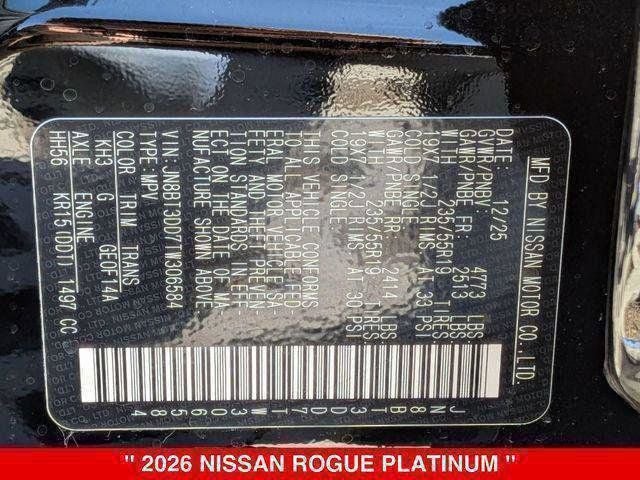 MFD BY NISSAN MOTOR CO.,LTD.
DATE: 12/25
GVWR/PNBV: 4773 LBS
GAWR/PNBE FR: 2513 LBS
WITH 235/55R19 TIRES
19X7 1/2J RIMS AT 33 PSI
COLD SINGLE
GAWR/PNBE RR: 2414 LBS
WITH 235/55R19 TIRES
19X7 1/2J RIMS AT PSI
COLD SINGLE
THIS VEHICLE CONFORMS
TO ALL APPLICABLE FED-
ERAL MOTOR VEHICLE SA-
FETY AND THEFT PREVEN-
TION STANDARDS IN EFF-
ECT ON THE DATE OF MA-
NUFACTURE SHOWN ABOVE.
VIN: JN8BT3DD7TW306584
TYPE: MPV
COLOR TRIM TRANS
KH3 G GE0F14A
AXLE ENGINE
HH66 KR15DDT 1497 CC
JN8BT3DD7TW306584
" 2026 NISSAN ROGUE PLATINUM "